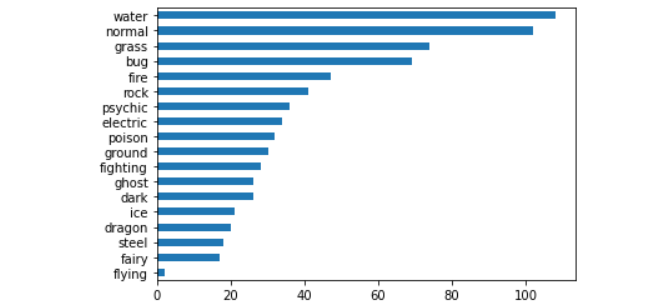 water
normal
grass
bug
fire
rock
psychic
electric
poison
ground
fighting
ghost
dark
ice
dragon
steel
fairy
flying
0 20 40 60 80 100